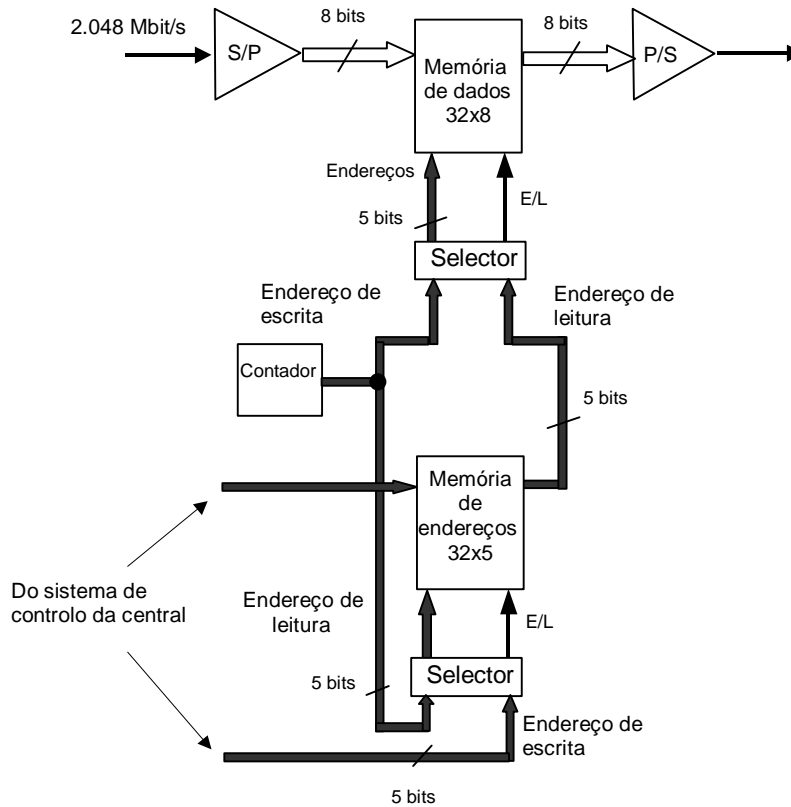 2.048 Mbit/s
S/P
8 bits
Memória
de dados
32x8
8 bits
P/S
Endereços
5 bits
E/L
Selector
Endereço de
escrita
Endereço de
leitura
Contador
5 bits
Memória
de
endereços
32x5
Do sistema de
controlo da central
Endereço de
leitura
E/L
5 bits
Selector
Endereço de
escrita
5 bits